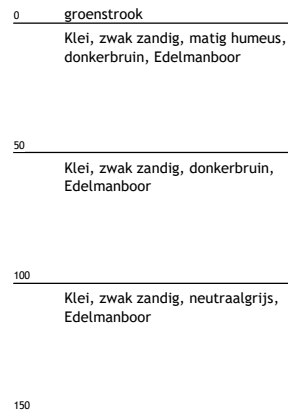 0 groenstrook
Klei, zwak zandig, matig humeus,
donkerbruin, Edelmanboor
50
Klei, zwak zandig, donkerbruin,
Edelmanboor
100
Klei, zwak zandig, neutraalgrijs,
Edelmanboor
150